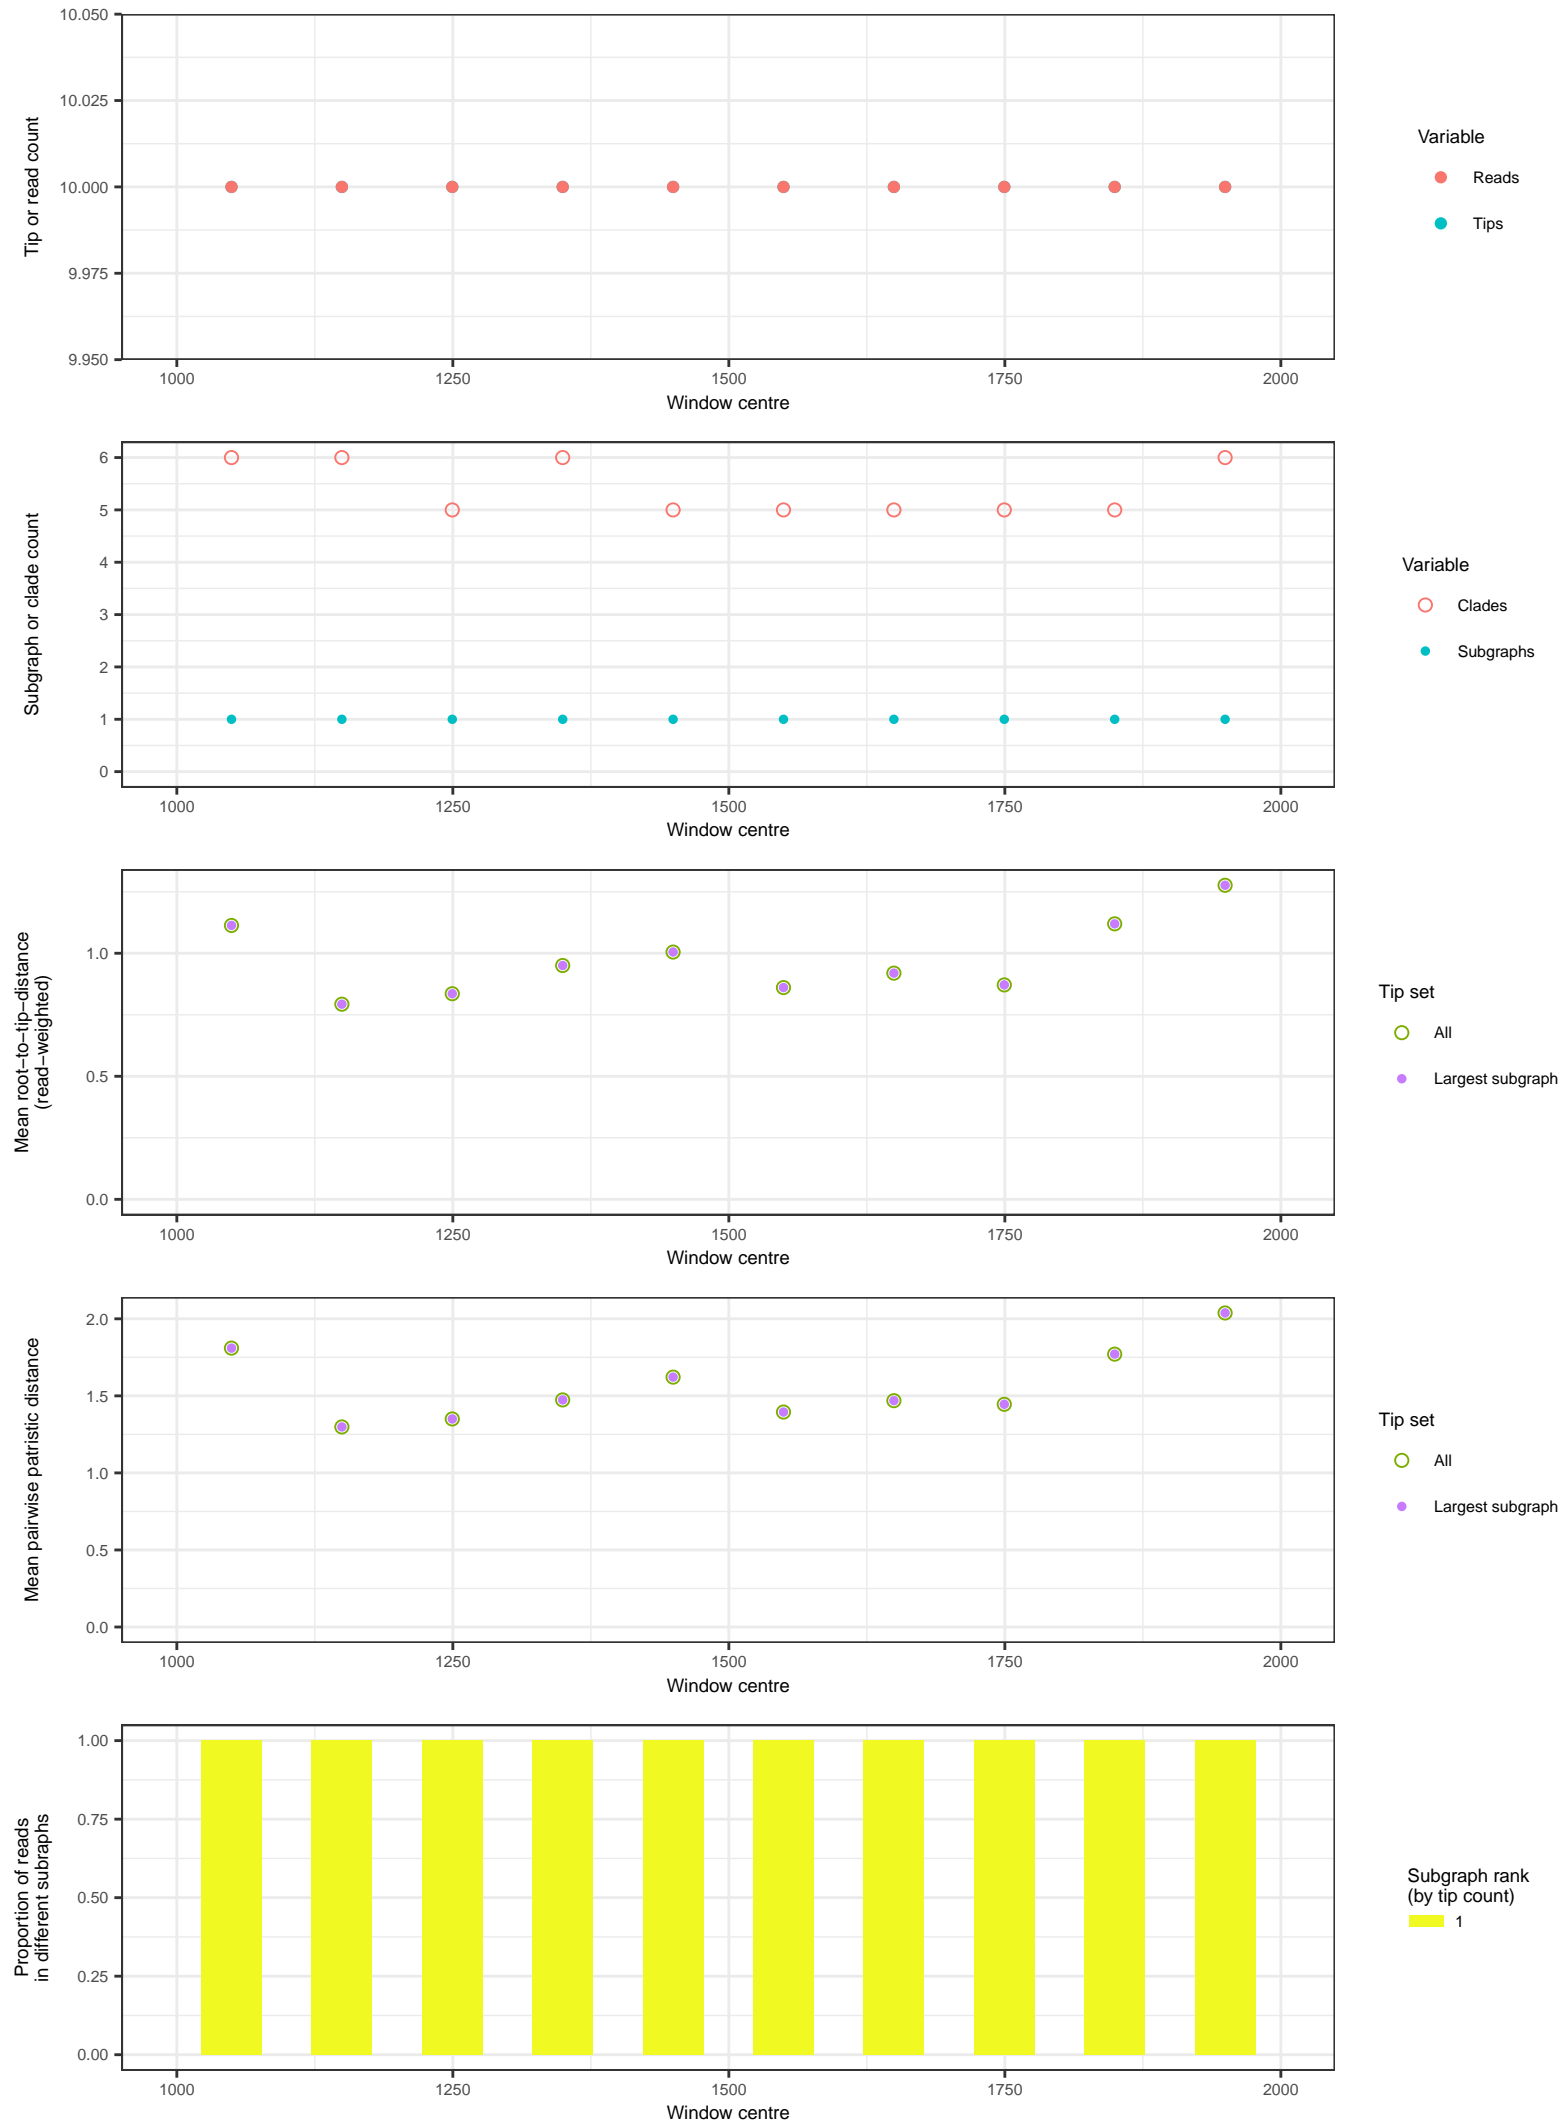 Tip or read count
10.050
10.025
10.000
9.975
9.950
1000 1250 1500 1750 2000
Window centre
Variable
Reads
Tips
Subgraph or clade count
6
5
4
3
2
1
0
1000 1250 1500 1750 2000
Window centre
Variable
Clades
Subgraphs
Mean root−to−tip−distance
(read−weighted)
1.0
0.5
0.0
1000 1250 1500 1750 2000
Window centre
Tip set
All
Largest subgraph
Mean pairwise patristic distance
2.0
1.5
1.0
0.5
0.0
1000 1250 1500 1750 2000
Window centre
Tip set
All
Largest subgraph
Proportion of reads
in different subraphs
1.00
0.75
0.50
0.25
0.00
1000 1250 1500 1750 2000
Window centre
Subgraph rank
(by tip count)
1